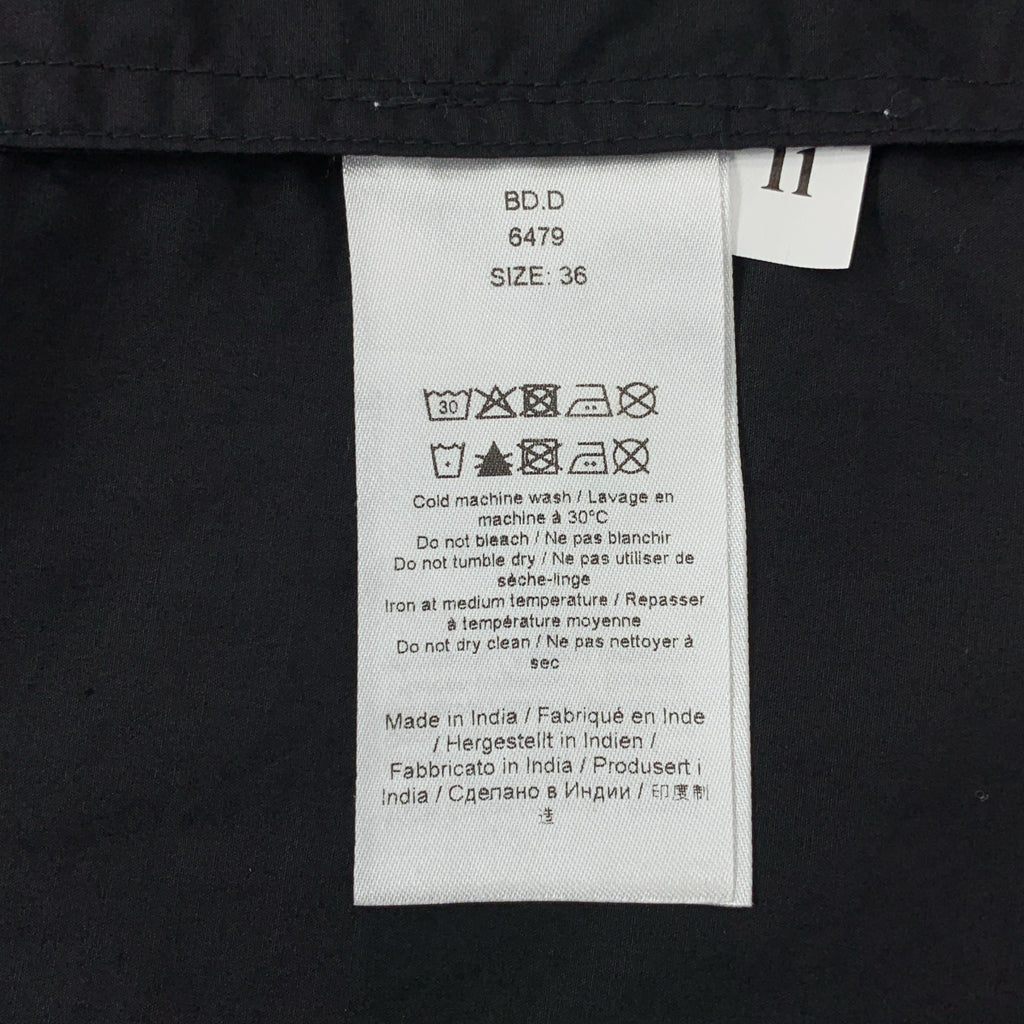 11
BD.D
6479
SIZE: 36
30
Cold machine wash / Lavage en
machine à 30°C
Do not bleach / Ne pas blanchir
Do not tumble dry / Ne pas utiliser de
sèche-linge
Iron at medium temperature / Repasser
à température moyenne
Do not dry clean / Ne pas nettoyer à
sec
Made in India / Fabriqué en Inde
/ Hergestellt in Indien /
Fabbricato in India / Produsert i
India / Сделано в Индии / 印度制
造